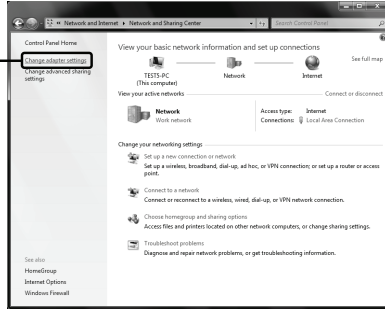 « Network and Internet ▸ Network and Sharing Center
Search Control Panel
Control Panel Home
Change adapter settings
Change advanced sharing
settings
See also
HomeGroup
Internet Options
Windows Firewall
View your basic network information and set up connections
See full map
TEST5-PC
(This computer)
Network
Internet
View your active networks
Connect or disconnect
Network
Work network
Access type: Internet
Connections: Local Area Connection
Change your networking settings
Set up a new connection or network
Set up a wireless, broadband, dial-up, ad hoc, or VPN connection; or set up a router or access
point.
Connect to a network
Connect or reconnect to a wireless, wired, dial-up, or VPN network connection.
Choose homegroup and sharing options
Access files and printers located on other network computers, or change sharing settings.
Troubleshoot problems
Diagnose and repair network problems, or get troubleshooting information.